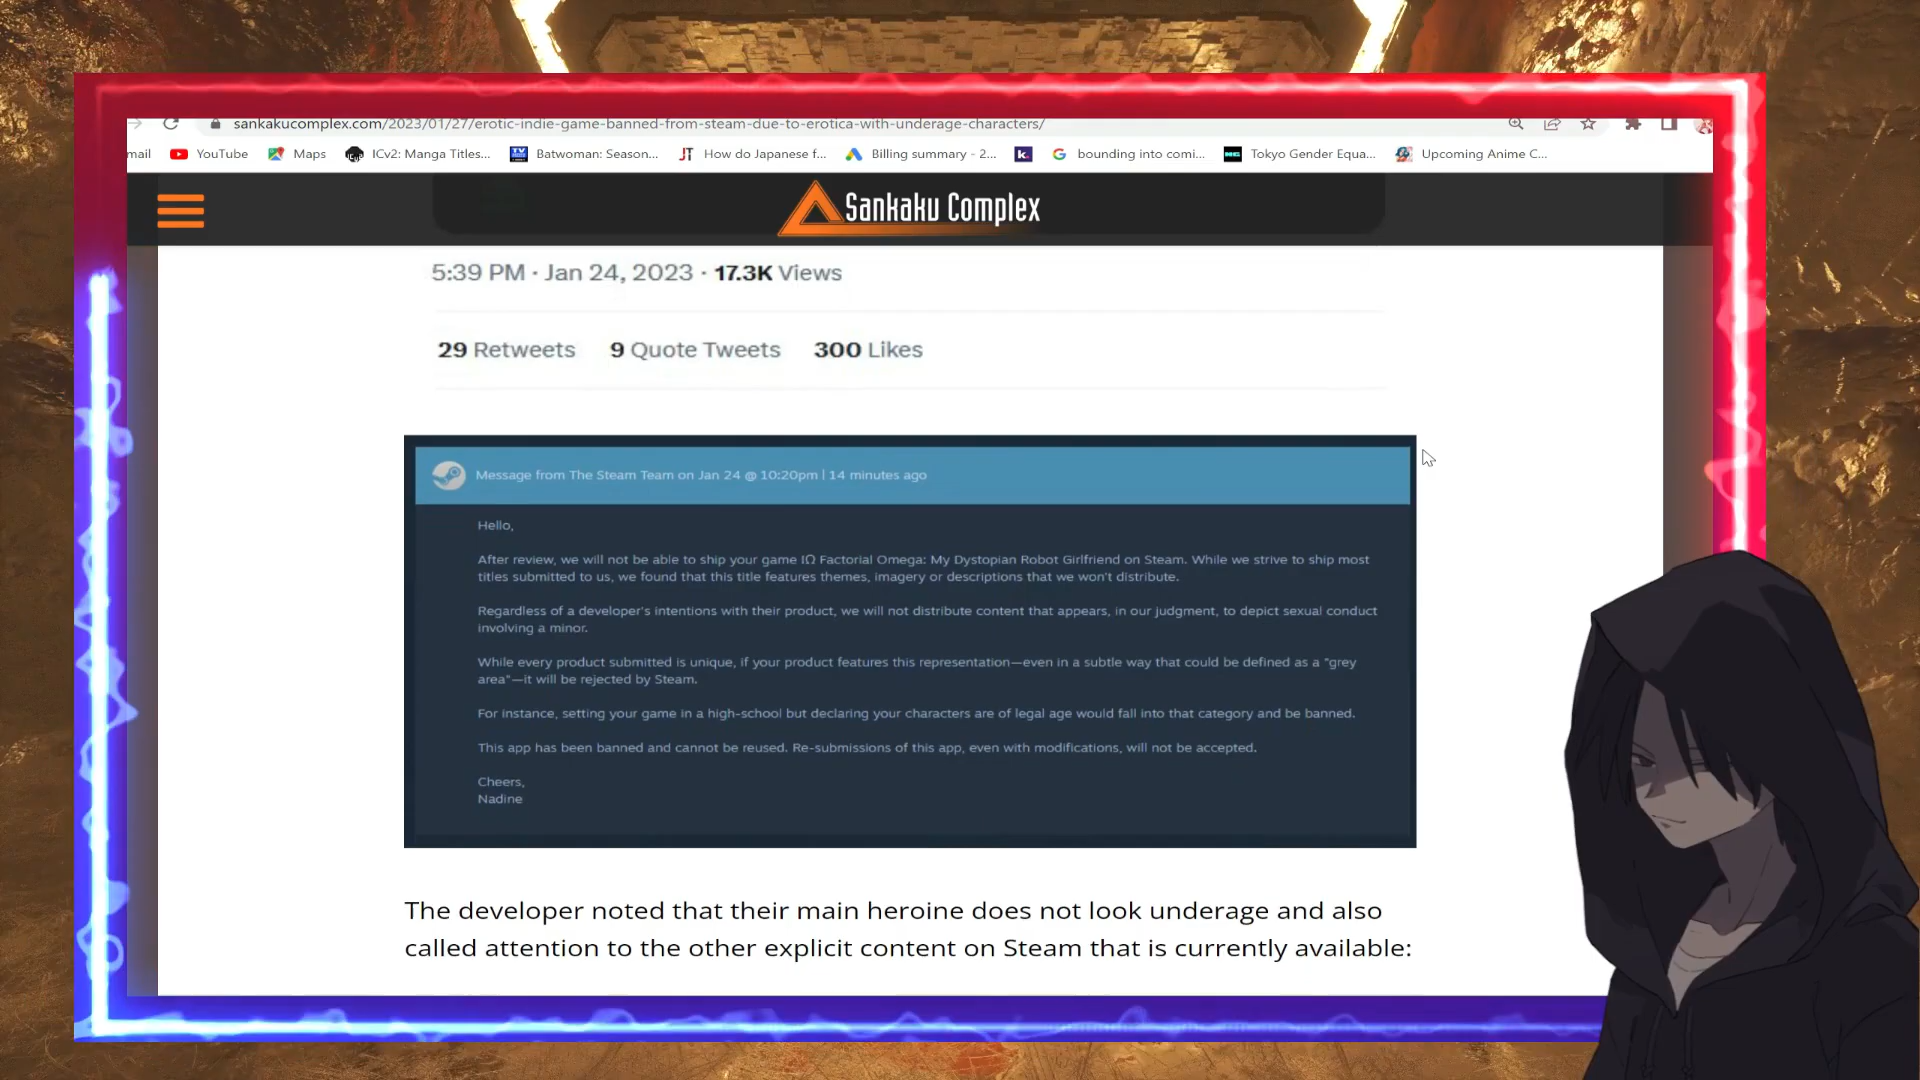 sankakucomplex.com/2023/01/27/erotic-indie-game-banned-from-steam-due-to-erotica-with-underage-characters/
mail YouTube Maps ICv2: Manga Titles... Batwoman: Season... How do Japanese f... Billing summary - 2... bounding into comi... Tokyo Gender Equa... Upcoming Anime C...
Sankaku Complex
5:39 PM · Jan 24, 2023 · 17.3K Views
29 Retweets 9 Quote Tweets 300 Likes
Message from The Steam Team on Jan 24 @ 10:20pm | 14 minutes ago
Hello,
After review, we will not be able to ship your game IΩ Factorial Omega: My Dystopian Robot Girlfriend on Steam. While we strive to ship most
titles submitted to us, we found that this title features themes, imagery or descriptions that we won't distribute.
Regardless of a developer's intentions with their product, we will not distribute content that appears, in our judgment, to depict sexual conduct
involving a minor.
While every product submitted is unique, if your product features this representation—even in a subtle way that could be defined as a "grey
area"—it will be rejected by Steam.
For instance, setting your game in a high-school but declaring your characters are of legal age would fall into that category and be banned.
This app has been banned and cannot be reused. Re-submissions of this app, even with modifications, will not be accepted.
Cheers,
Nadine
The developer noted that their main heroine does not look underage and also
called attention to the other explicit content on Steam that is currently available: